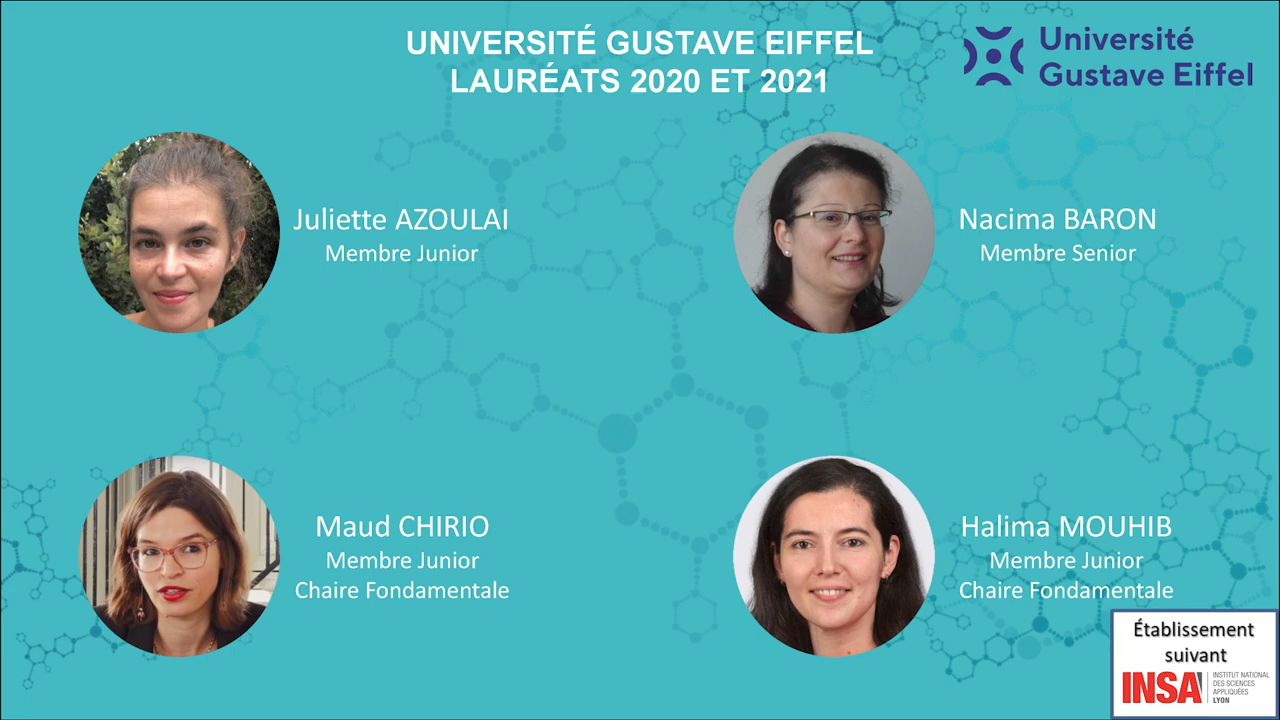 UNIVERSITÉ GUSTAVE EIFFEL
LAURÉATS 2020 ET 2021
Université
Gustave Eiffel
Juliette AZOULAI
Membre Junior
Nacima BARON
Membre Senior
Maud CHIRIO
Membre Junior
Chaire Fondamentale
Halima MOUHIB
Membre Junior
Chaire Fondamentale
Établissement
suivant
INSA
INSTITUT NATIONAL
DES SCIENCES
APPLIQUÉES
LYON